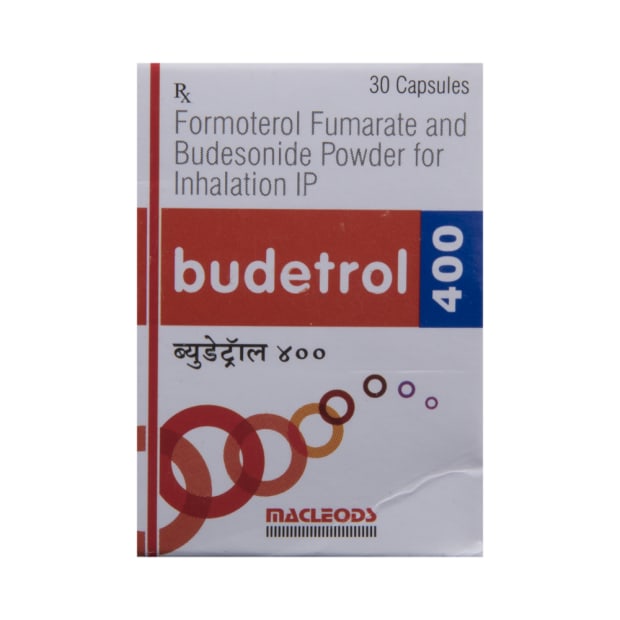 30 Capsules
Rx
Formoterol Fumarate and
Budesonide Powder for
Inhalation IP
budetrol
400
ब्युडेट्रॉल ४००
MACLEODS